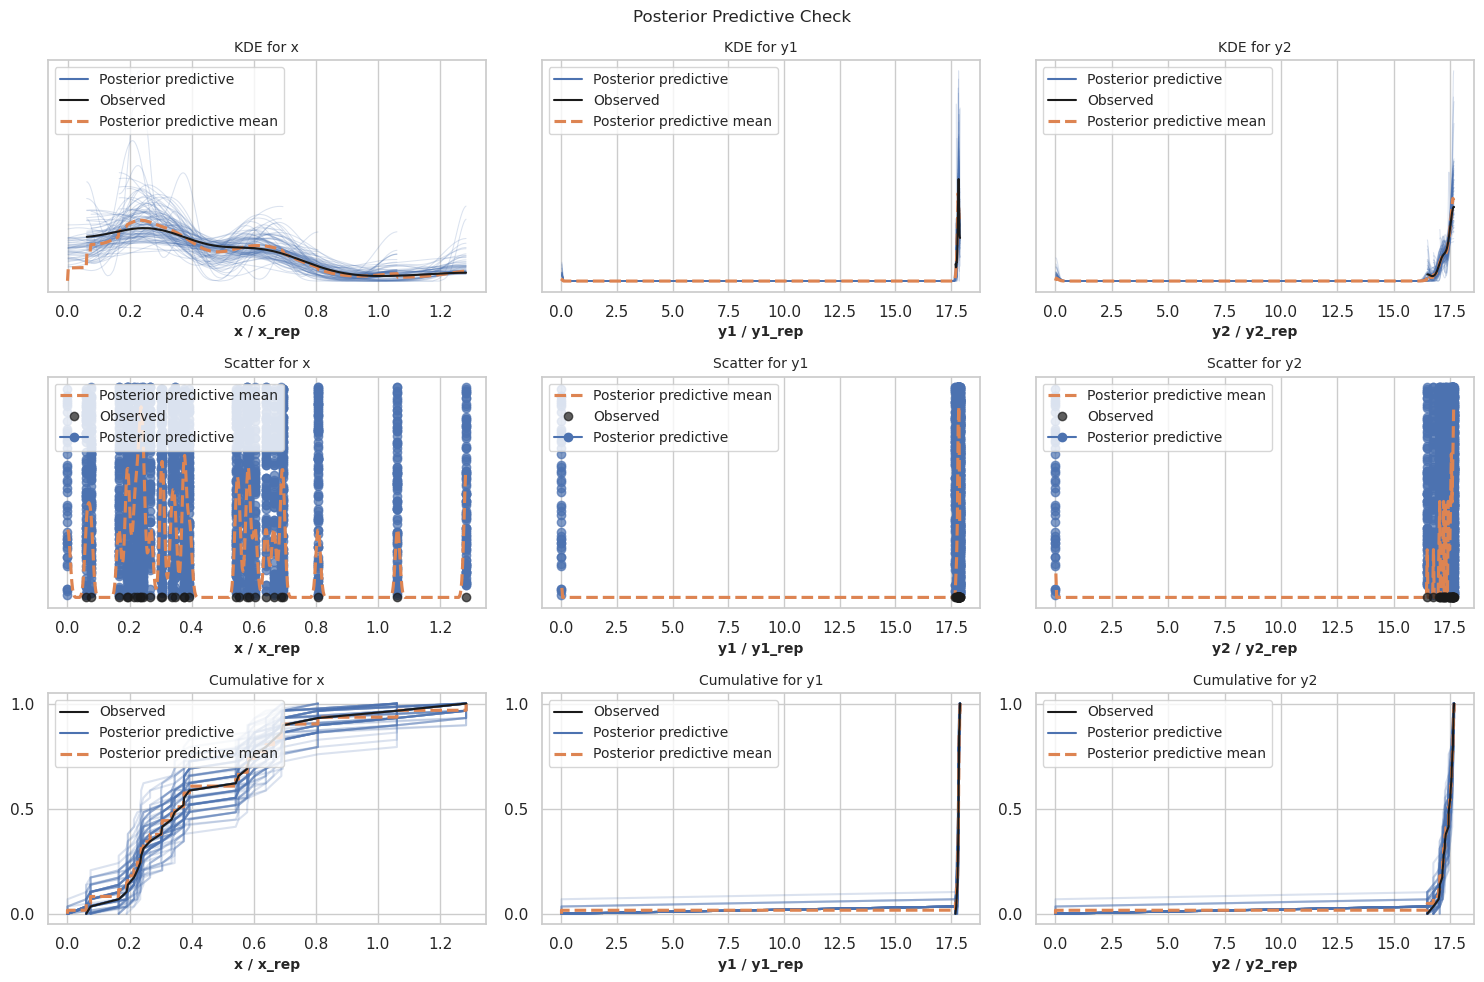 Posterior Predictive Check
KDE for x
Posterior predictive
Observed
Posterior predictive mean
0.0 0.2 0.4 0.6 0.8 1.0 1.2
x / x_rep
KDE for y1
Posterior predictive
Observed
Posterior predictive mean
0.0 2.5 5.0 7.5 10.0 12.5 15.0 17.5
y1 / y1_rep
KDE for y2
Posterior predictive
Observed
Posterior predictive mean
0.0 2.5 5.0 7.5 10.0 12.5 15.0 17.5
y2 / y2_rep
Scatter for x
Posterior predictive mean
Observed
Posterior predictive
0.0 0.2 0.4 0.6 0.8 1.0 1.2
x / x_rep
Scatter for y1
Posterior predictive mean
Observed
Posterior predictive
0.0 2.5 5.0 7.5 10.0 12.5 15.0 17.5
y1 / y1_rep
Scatter for y2
Posterior predictive mean
Observed
Posterior predictive
0.0 2.5 5.0 7.5 10.0 12.5 15.0 17.5
y2 / y2_rep
Cumulative for x
1.0
0.5
0.0
Observed
Posterior predictive
Posterior predictive mean
0.0 0.2 0.4 0.6 0.8 1.0 1.2
x / x_rep
Cumulative for y1
1.0
0.5
0.0
Observed
Posterior predictive
Posterior predictive mean
0.0 2.5 5.0 7.5 10.0 12.5 15.0 17.5
y1 / y1_rep
Cumulative for y2
1.0
0.5
0.0
Observed
Posterior predictive
Posterior predictive mean
0.0 2.5 5.0 7.5 10.0 12.5 15.0 17.5
y2 / y2_rep